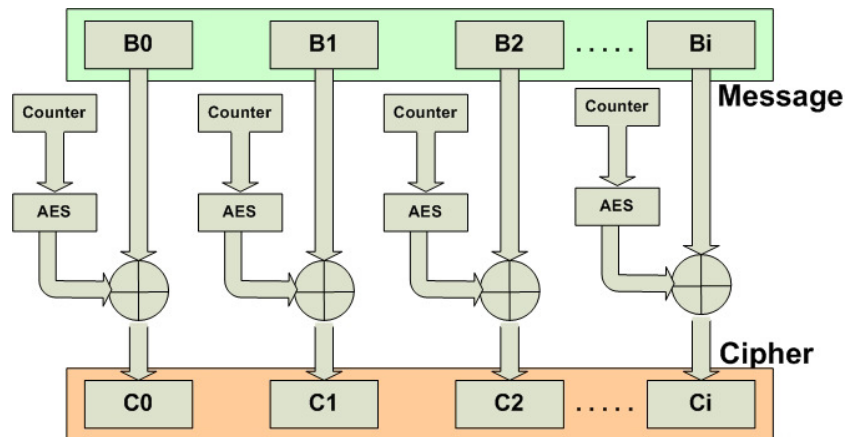 B0 B1 B2 ..... Bi
Message
Counter Counter Counter Counter
AES AES AES AES
Cipher
C0 C1 C2 ..... Ci